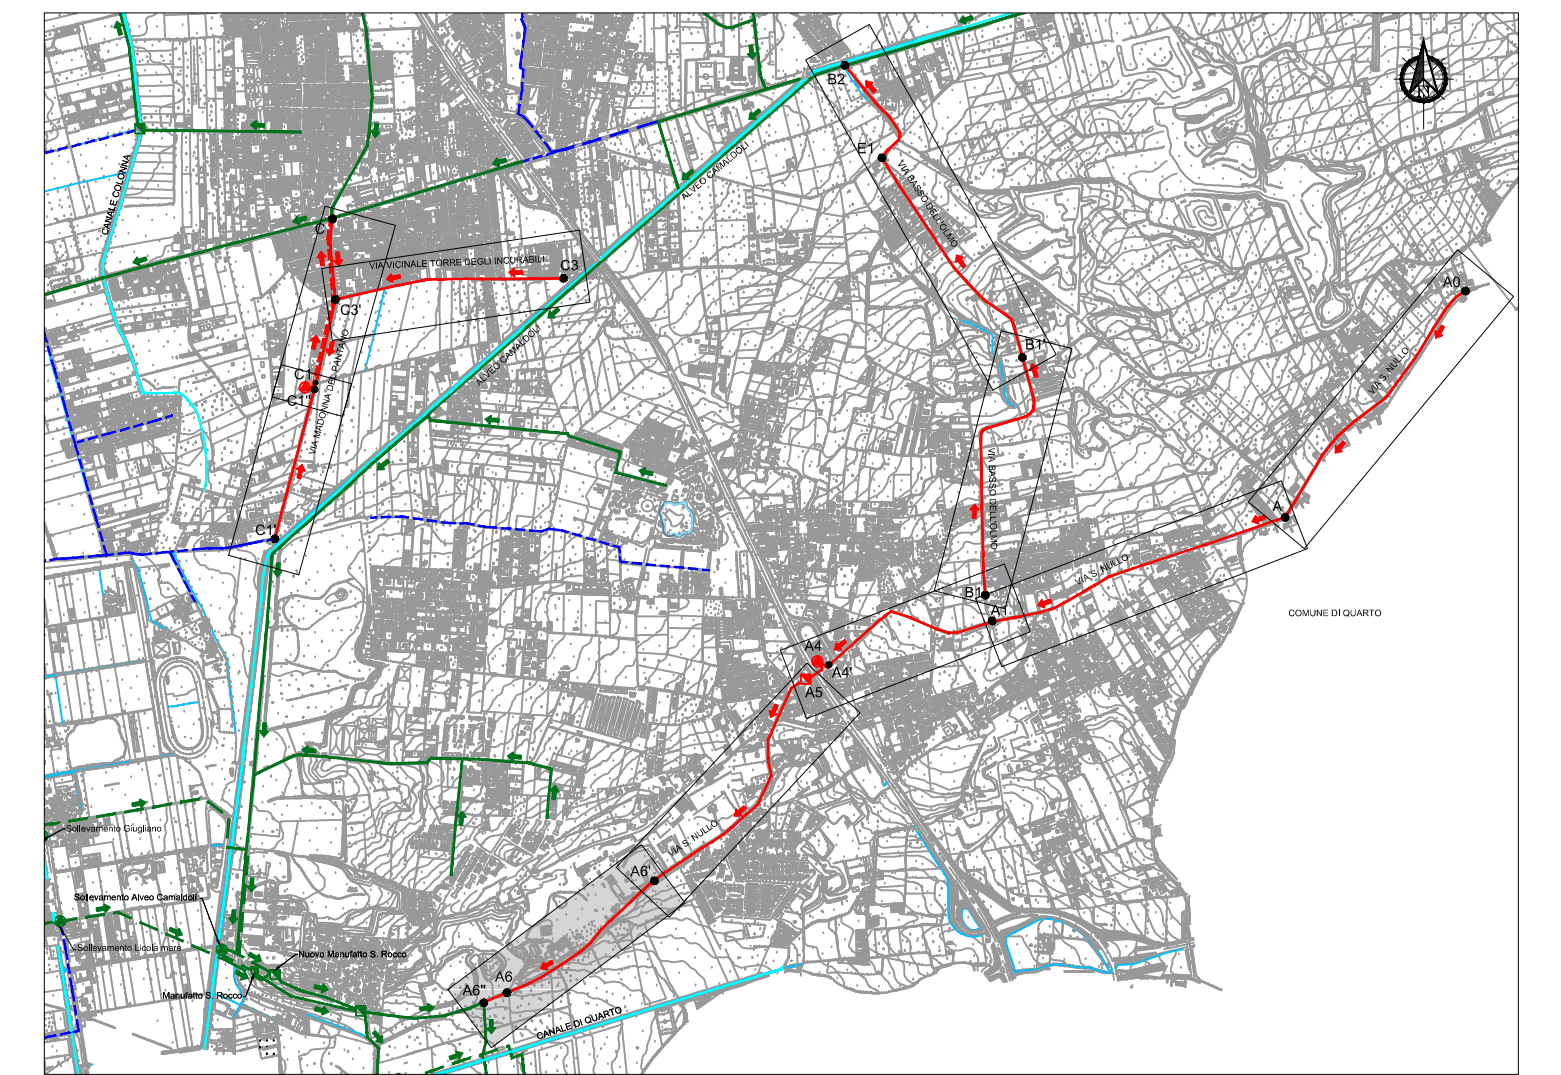 N
B2
E1
VIA BASSO DELL'OLMO
ALVEO CAMALDOLI
CANALE COLONNA
C
VIA VICINALE TORRE DEGLI INCURABILI
C3
C3'
A0
ALVEO CAMALDOLI
B1'
VIA S. NULLO
C1
C1"
VIA MADONNA DEL PANTANO
VIA BASSO DELL'OLMO
A
C1'
VIA S. NULLO
B1
A1
COMUNE DI QUARTO
A4
A4'
A5
VIA S. NULLO
Sollevamento Giugliano
A6'
Sollevamento Alveo Camaldoli
Sollevamento Licola mare
Nuovo Manufatto S. Rocco
Manufatto S. Rocco
A6
A6"
CANALE DI QUARTO